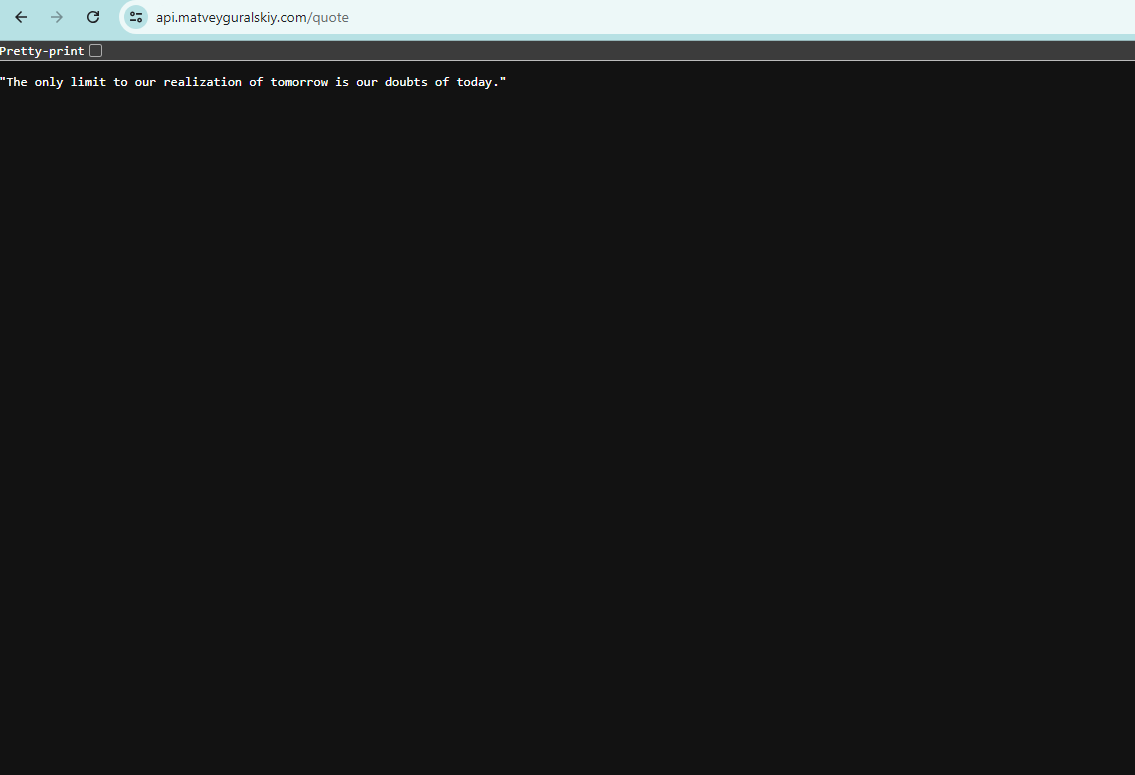 api.matveyguralskiy.com/quote
Pretty-print
"The only limit to our realization of tomorrow is our doubts of today."